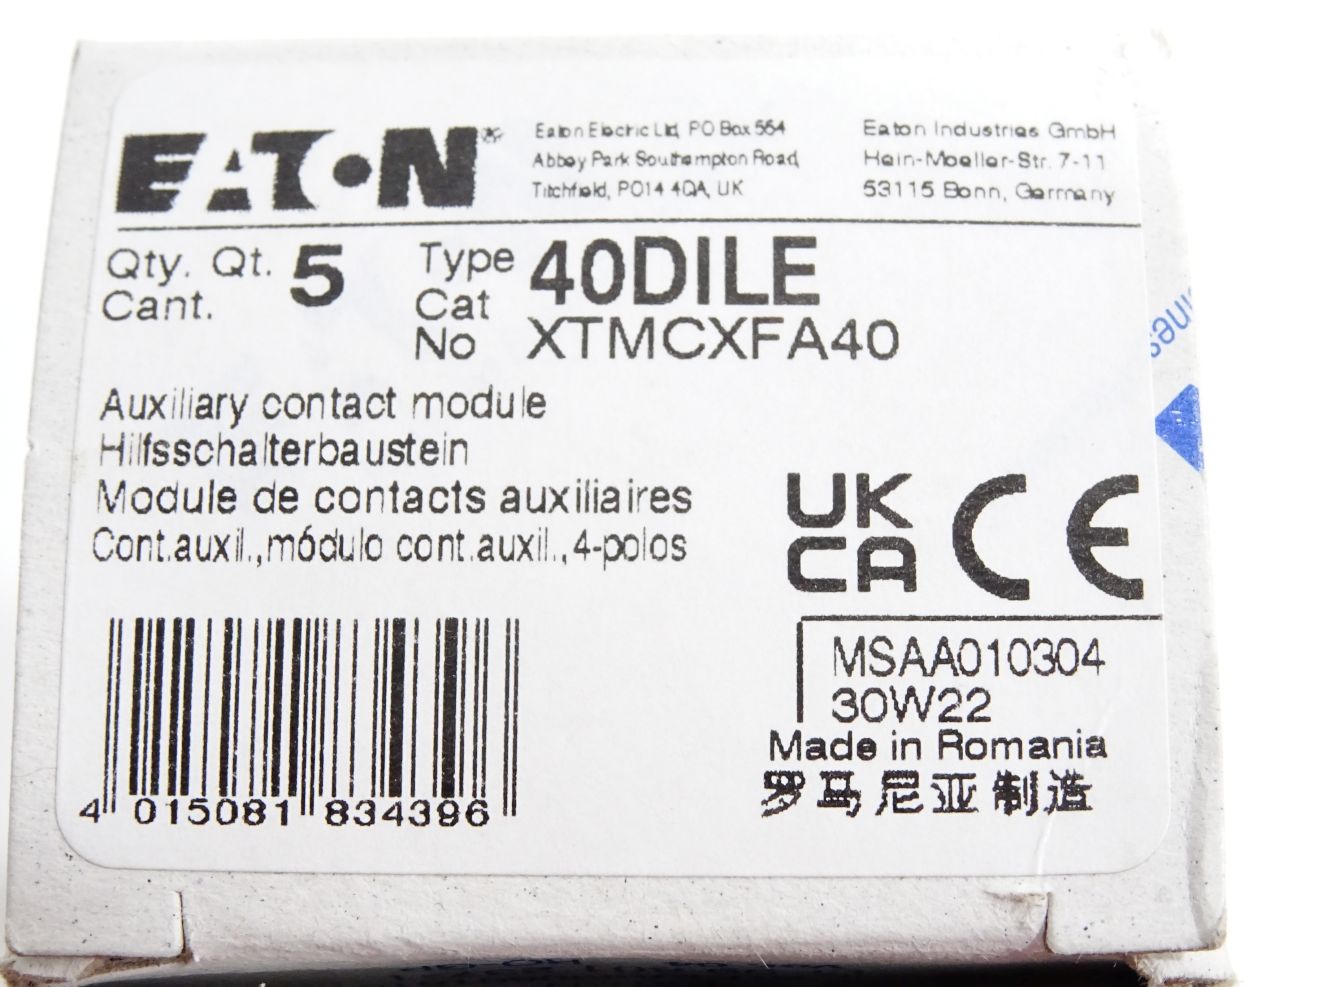 EATON®
Eaton Electric Ltd, PO Box 554
Abbey Park Southampton Road,
Titchfield, PO14 4QA, UK
Eaton Industries GmbH
Hein-Moeller-Str. 7-11
53115 Bonn, Germany
Qty. Qt. 5
Cant.
Type 40DILE
Cat
No XTMCXFA40
Auxiliary contact module
Hilfsschalterbaustein
Module de contacts auxiliaires
Cont.auxil.,módulo cont.auxil.,4-polos
UK
CA
CE
MSAA010304
30W22
Made in Romania
罗马尼亚制造
4 015081 834396